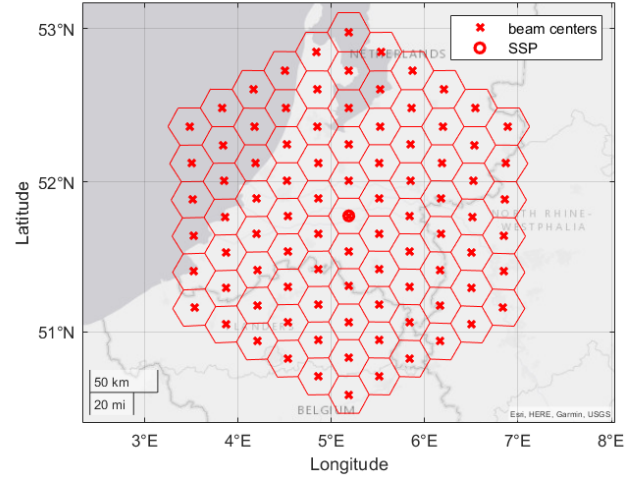 53°N
52°N
51°N
Latitude
beam centers
SSP
NETHERLANDS
NORTH RHINE-
WESTPHALIA
FLANDERS
BELGIUM
50 km
20 mi
Esri, HERE, Garmin, USGS
3°E 4°E 5°E 6°E 7°E 8°E
Longitude